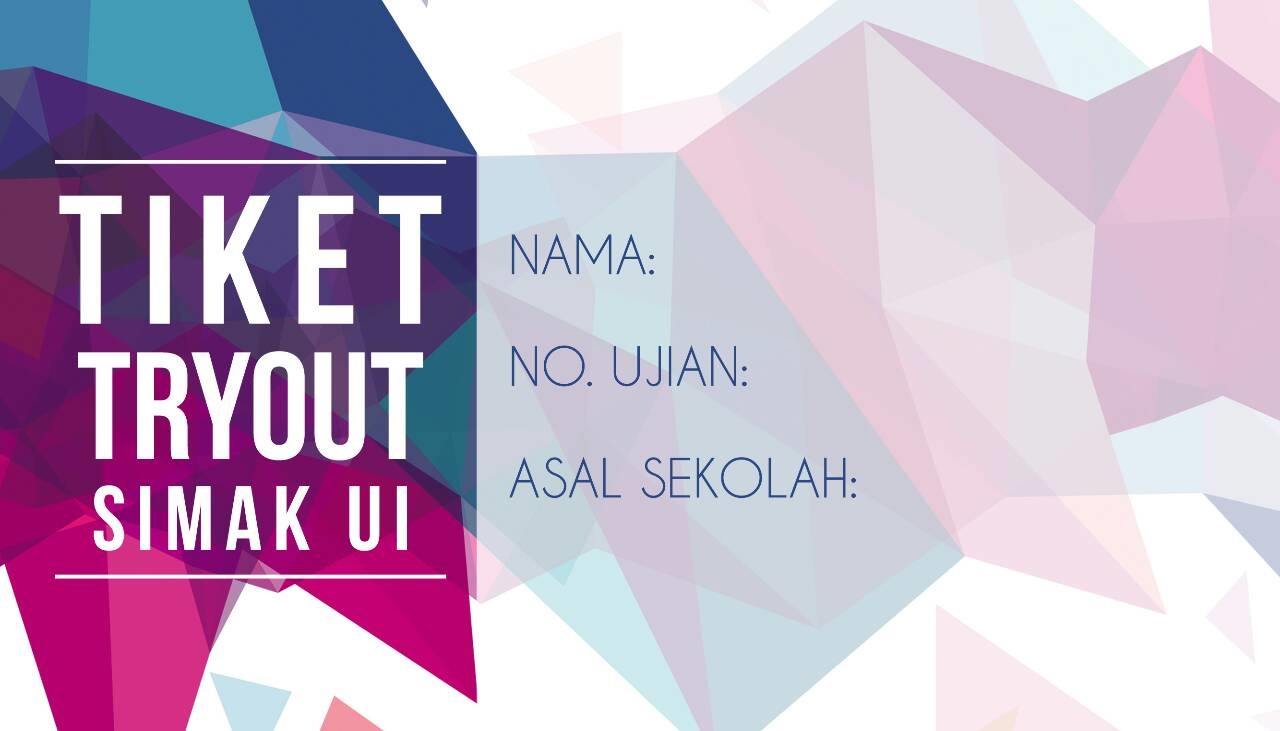 TIKET
TRYOUT
SIMAK UI
NAMA:
NO. UJIAN:
ASAL SEKOLAH: